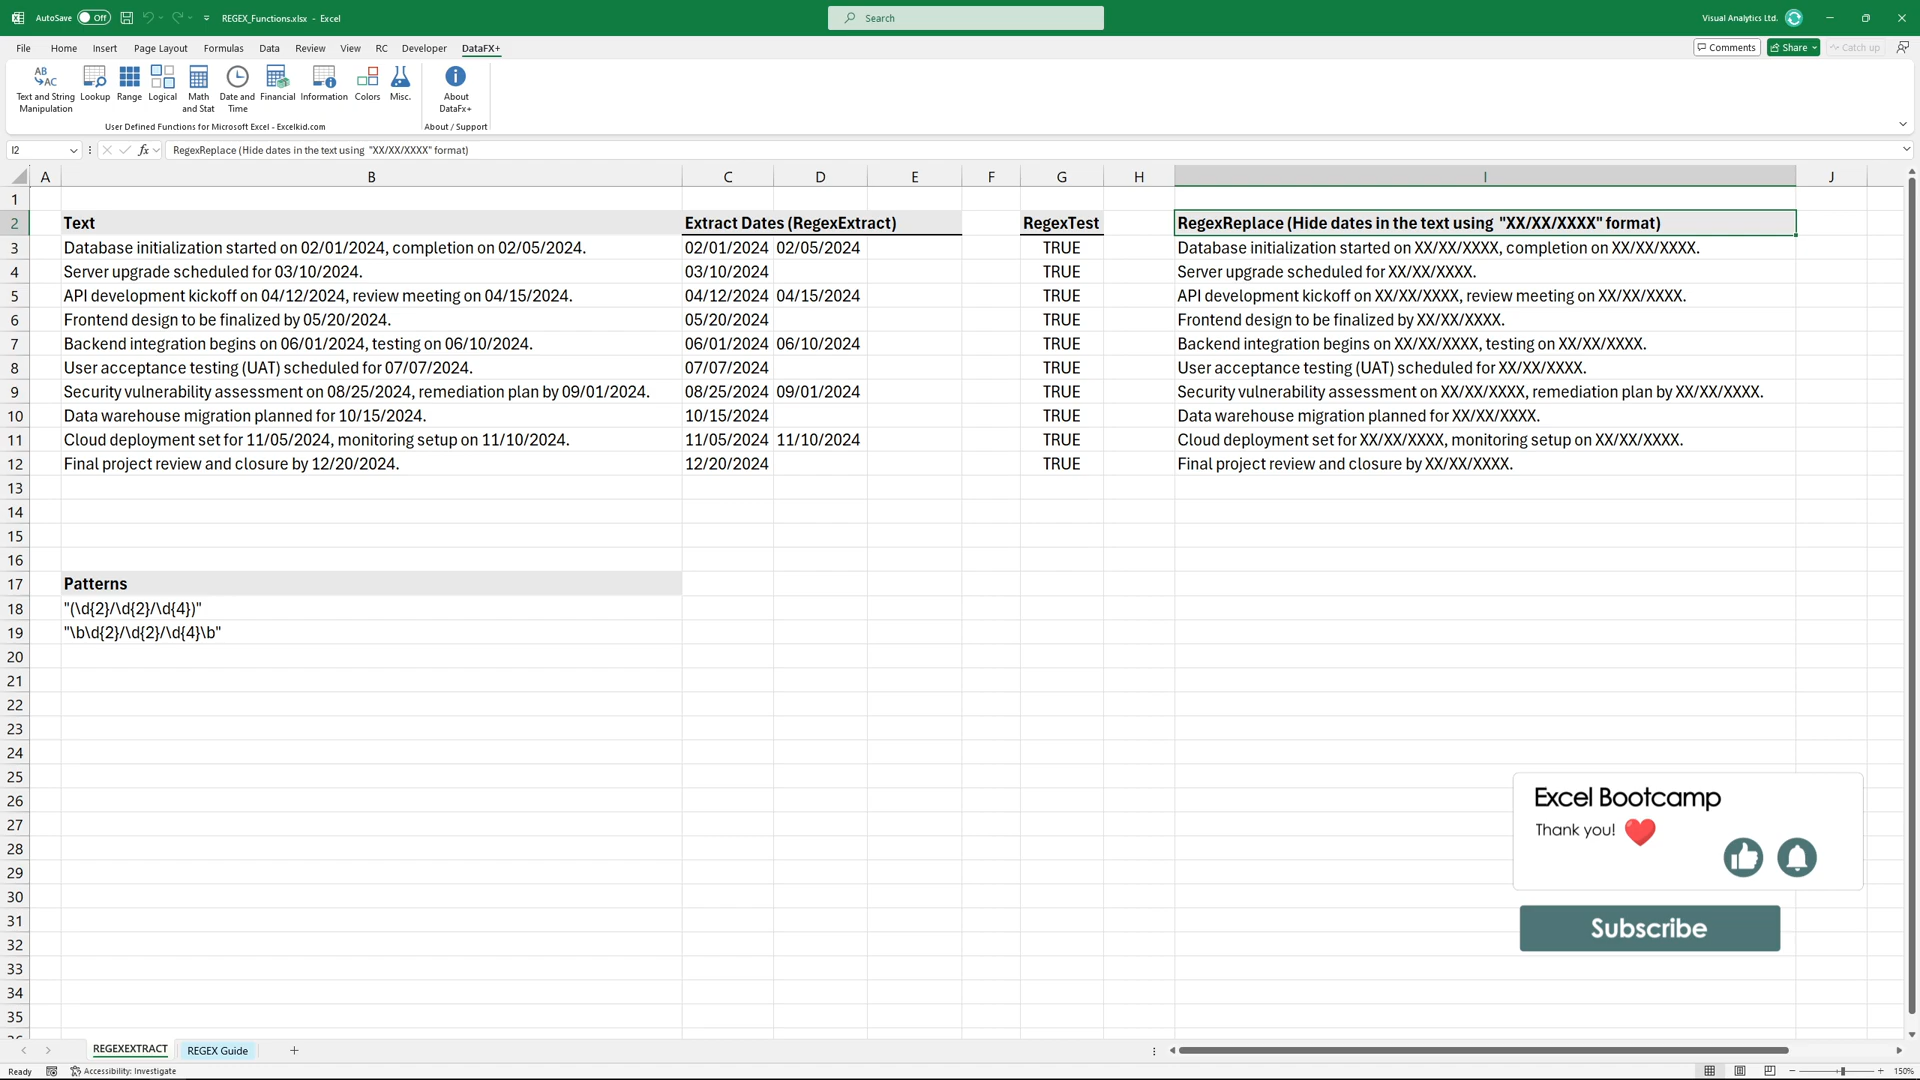 AutoSave Off REGEX_Functions.xlsx - Excel Search Visual Analytics Ltd.
File Home Insert Page Layout Formulas Data Review View RC Developer DataFX+ Comments Share Catch up
AB AC
Text and String Manipulation Lookup Range Logical Math and Stat Date and Time Financial Information Colors Misc. About DataFx+
User Defined Functions for Microsoft Excel - Excelkid.com About / Support
I2 fx RegexReplace (Hide dates in the text using "XX/XX/XXXX" format)
A B C D E F G H I J
1
2 Text Extract Dates (RegexExtract) RegexTest RegexReplace (Hide dates in the text using "XX/XX/XXXX" format)
3 Database initialization started on 02/01/2024, completion on 02/05/2024. 02/01/2024 02/05/2024 TRUE Database initialization started on XX/XX/XXXX, completion on XX/XX/XXXX.
4 Server upgrade scheduled for 03/10/2024. 03/10/2024 TRUE Server upgrade scheduled for XX/XX/XXXX.
5 API development kickoff on 04/12/2024, review meeting on 04/15/2024. 04/12/2024 04/15/2024 TRUE API development kickoff on XX/XX/XXXX, review meeting on XX/XX/XXXX.
6 Frontend design to be finalized by 05/20/2024. 05/20/2024 TRUE Frontend design to be finalized by XX/XX/XXXX.
7 Backend integration begins on 06/01/2024, testing on 06/10/2024. 06/01/2024 06/10/2024 TRUE Backend integration begins on XX/XX/XXXX, testing on XX/XX/XXXX.
8 User acceptance testing (UAT) scheduled for 07/07/2024. 07/07/2024 TRUE User acceptance testing (UAT) scheduled for XX/XX/XXXX.
9 Security vulnerability assessment on 08/25/2024, remediation plan by 09/01/2024. 08/25/2024 09/01/2024 TRUE Security vulnerability assessment on XX/XX/XXXX, remediation plan by XX/XX/XXXX.
10 Data warehouse migration planned for 10/15/2024. 10/15/2024 TRUE Data warehouse migration planned for XX/XX/XXXX.
11 Cloud deployment set for 11/05/2024, monitoring setup on 11/10/2024. 11/05/2024 11/10/2024 TRUE Cloud deployment set for XX/XX/XXXX, monitoring setup on XX/XX/XXXX.
12 Final project review and closure by 12/20/2024. 12/20/2024 TRUE Final project review and closure by XX/XX/XXXX.
13
14
15
16
17 Patterns
18 "(\d{2}/\d{2}/\d{4})"
19 "\b\d{2}/\d{2}/\d{4}\b"
20
21
22
23
24
25
26
27
28
29
30
31
32
33
34
35
Excel Bootcamp
Thank you!
Subscribe
REGEXEXTRACT REGEX Guide
Ready Accessibility: Investigate 150%